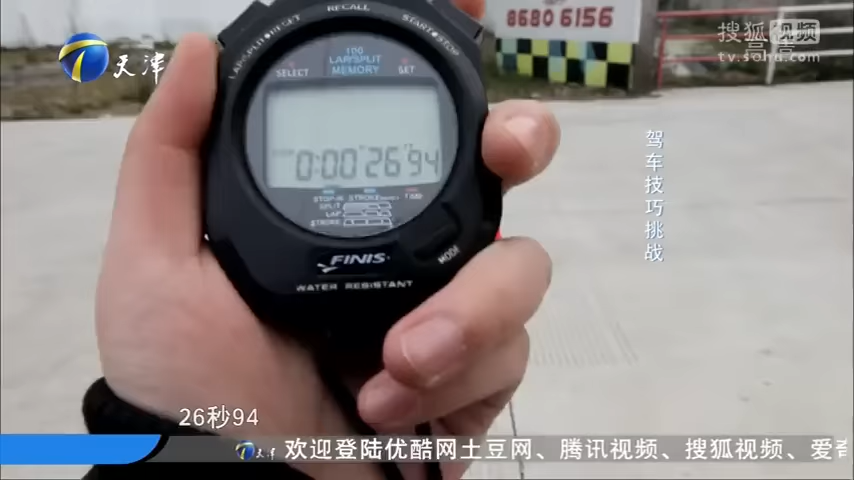 天津
RECALL
LAP/SPLIT•RESET
START•STOP
100
LAP/SPLIT
MEMORY
SELECT
SET
0:00 26 94
STROKE
TIME
SPLIT
LAP
STROKE
FINIS
MODE
WATER RESISTANT
8680 6156
搜狐视频
tv.sohu.com
驾车技巧挑战
26秒94
天津
欢迎登陆优酷网土豆网、腾讯视频、搜狐视频、爱奇